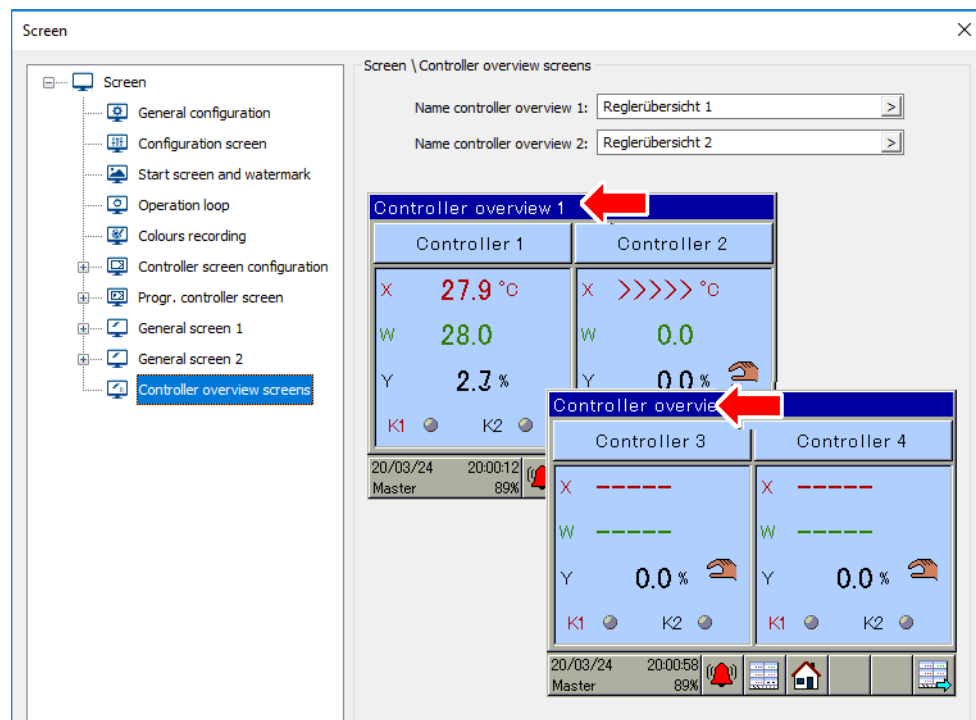 Screen
Screen
General configuration
Configuration screen
Start screen and watermark
Operation loop
Colours recording
Controller screen configuration
Progr. controller screen
General screen 1
General screen 2
Controller overview screens
Screen \ Controller overview screens
Name controller overview 1: Reglerübersicht 1 >
Name controller overview 2: Reglerübersicht 2 >
Controller overview 1
Controller 1 Controller 2
X 27.9 °C X >>>>> °C
W 28.0 W 0.0
Y 2.7 % Y 0.0 %
K1 K2
20/03/24 20:00:12
Master 89%
Controller
Controller 3 Controller 4
X ----- X -----
W ----- W -----
Y 0.0 % Y 0.0 %
K1 K2 K1 K2
20/03/24 20:00:58
Master 89%